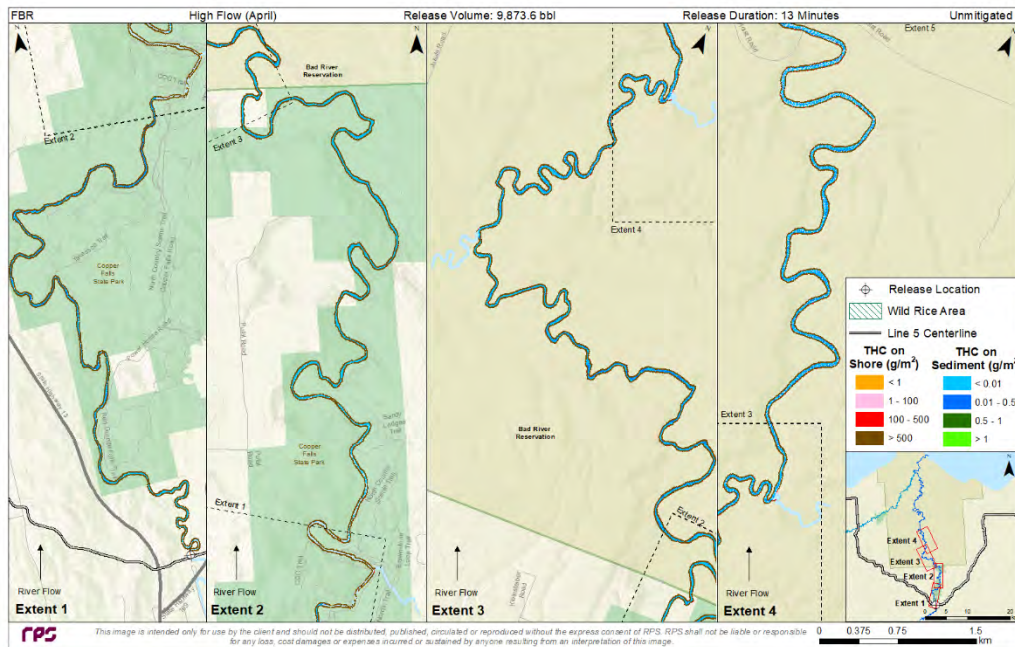 FBR High Flow (April) Release Volume: 9,873.6 bbl Release Duration: 13 Minutes Unmitigated
N
Extent 2
Copper
Falls
State Park
River Flow
Extent 1
N
Bad River
Reservation
Extent 3
Copper
Falls
State Park
Extent 1
River Flow
Extent 2
N
Extent 4
Bad River
Reservation
Extent 2
River Flow
Extent 3
N
Extent 5
Extent 3
River Flow
Extent 4
Release Location
Wild Rice Area
Line 5 Centerline
THC on
Shore (g/m²)
< 1
1 - 100
100 - 500
> 500
THC on
Sediment (g/m²
< 0.01
0.01 - 0.5
0.5 - 1
> 1
N
Extent 4
Extent 3
Extent 2
Extent 1
0 5 10 20
RPS
This image is intended only for use by the client and should not be distributed, published, circulated or reproduced without the express consent of RPS. RPS shall not be liable or responsible
for any loss, cost damages or expenses incurred or sustained by anyone resulting from an interpretation of this image.
0 0.375 0.75 1.5
km